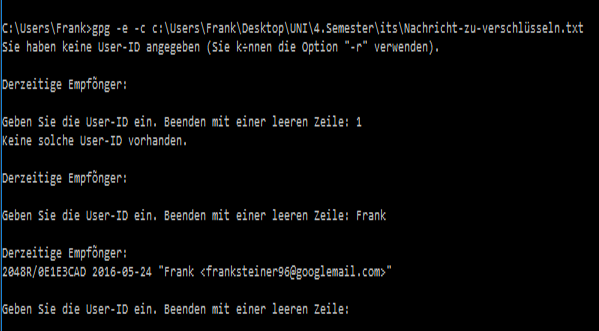 C:\Users\Frank>gpg -e -c c:\Users\Frank\Desktop\UNI\4.Semester\its\Nachricht-zu-verschlüsseln.txt
Sie haben keine User-ID angegeben (Sie k÷nnen die Option "-r" verwenden).
Derzeitige Empfõnger:
Geben Sie die User-ID ein. Beenden mit einer leeren Zeile: 1
Keine solche User-ID vorhanden.
Derzeitige Empfõnger:
Geben Sie die User-ID ein. Beenden mit einer leeren Zeile: Frank
Derzeitige Empfõnger:
2048R/0E1E3CAD 2016-05-24 "Frank <franksteiner96@googlemail.com>"
Geben Sie die User-ID ein. Beenden mit einer leeren Zeile: